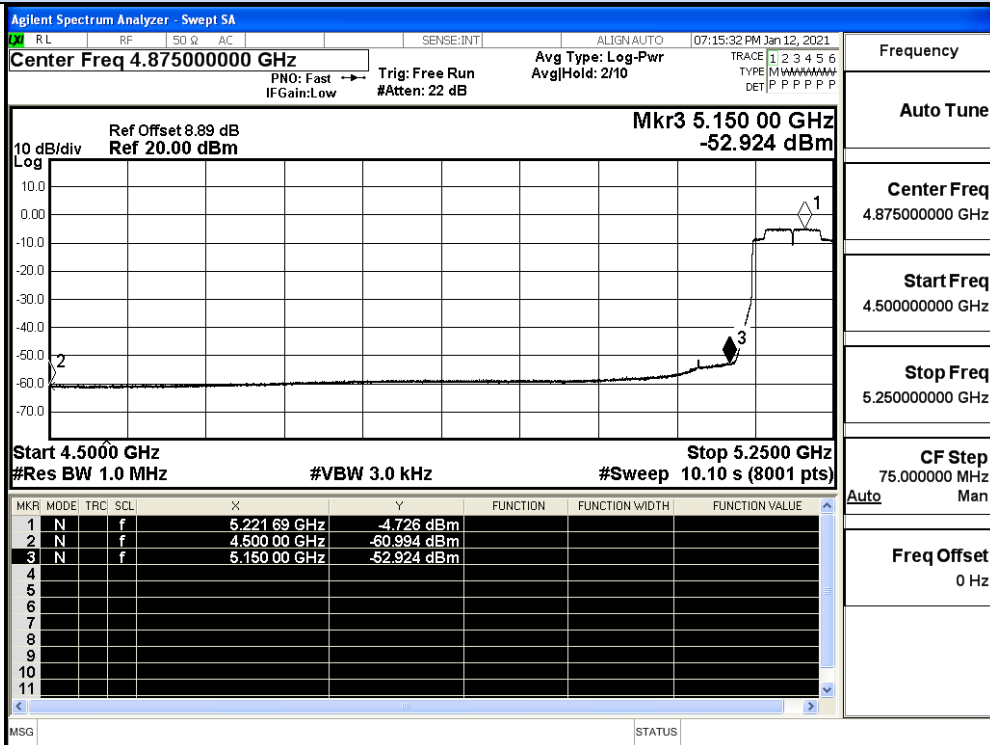 Agilent Spectrum Analyzer - Swept SA
LXI RL RF 50 Ω AC SENSE:INT ALIGN AUTO 07:15:32 PM Jan 12, 2021
Center Freq 4.875000000 GHz
PNO: Fast
IFGain:Low
Trig: Free Run
#Atten: 22 dB
Avg Type: Log-Pwr
Avg|Hold: 2/10
TRACE 1 2 3 4 5 6
TYPE M WWWWW
DET P P P P P P
Ref Offset 8.89 dB
10 dB/div Ref 20.00 dBm
Log
Mkr3 5.150 00 GHz
-52.924 dBm
10.0
0.00
-10.0
-20.0
-30.0
-40.0
-50.0
-60.0
-70.0
1
2
3
Start 4.5000 GHz Stop 5.2500 GHz
#Res BW 1.0 MHz #VBW 3.0 kHz #Sweep 10.10 s (8001 pts)
MKR MODE TRC SCL X Y FUNCTION FUNCTION WIDTH FUNCTION VALUE
1 N f 5.221 69 GHz -4.726 dBm
2 N f 4.500 00 GHz -60.994 dBm
3 N f 5.150 00 GHz -52.924 dBm
4
5
6
7
8
9
10
11
MSG STATUS
Frequency
Auto Tune
Center Freq
4.875000000 GHz
Start Freq
4.500000000 GHz
Stop Freq
5.250000000 GHz
CF Step
75.000000 MHz
Auto Man
Freq Offset
0 Hz